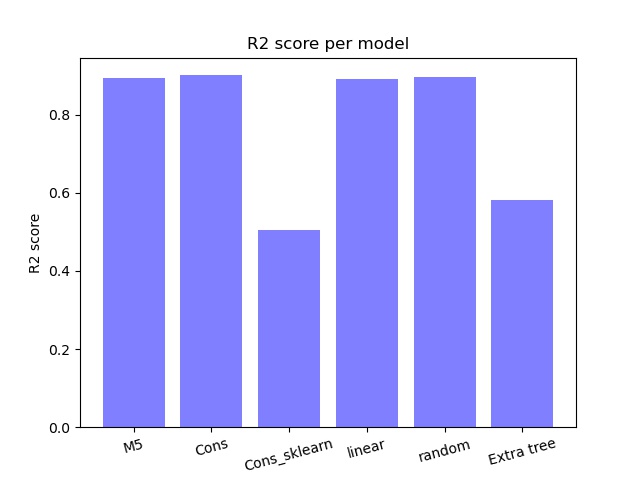 R2 score per model
R2 score
0.8
0.6
0.4
0.2
0.0
M5
Cons
Cons_sklearn
linear
random
Extra tree